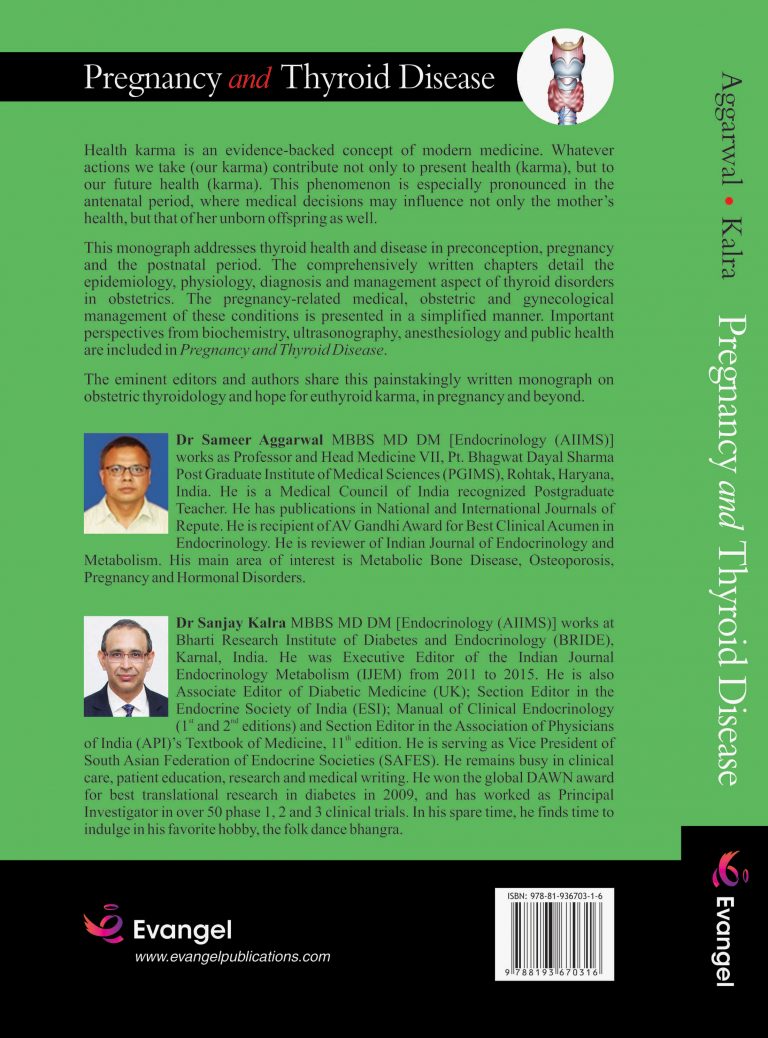 Pregnancy and Thyroid Disease
Health karma is an evidence-backed concept of modern medicine. Whatever
actions we take (our karma) contribute not only to present health (karma), but to
our future health (karma). This phenomenon is especially pronounced in the
antenatal period, where medical decisions may influence not only the mother's
health, but that of her unborn offspring as well.
This monograph addresses thyroid health and disease in preconception, pregnancy
and the postnatal period. The comprehensively written chapters detail the
epidemiology, physiology, diagnosis and management aspect of thyroid disorders
in obstetrics. The pregnancy-related medical, obstetric and gynecological
management of these conditions is presented in a simplified manner. Important
perspectives from biochemistry, ultrasonography, anesthesiology and public health
are included in Pregnancy and Thyroid Disease.
The eminent editors and authors share this painstakingly written monograph on
obstetric thyroidology and hope for euthyroid karma, in pregnancy and beyond.
Dr Sameer Aggarwal MBBS MD DM [Endocrinology (AIIMS)]
works as Professor and Head Medicine VII, Pt. Bhagwat Dayal Sharma
Post Graduate Institute of Medical Sciences (PGIMS), Rohtak, Haryana,
India. He is a Medical Council of India recognized Postgraduate
Teacher. He has publications in National and International Journals of
Repute. He is recipient of AV Gandhi Award for Best Clinical Acumen in
Endocrinology. He is reviewer of Indian Journal of Endocrinology and
Metabolism. His main area of interest is Metabolic Bone Disease, Osteoporosis,
Pregnancy and Hormonal Disorders.
Dr Sanjay Kalra MBBS MD DM [Endocrinology (AIIMS)] works at
Bharti Research Institute of Diabetes and Endocrinology (BRIDE),
Karnal, India. He was Executive Editor of the Indian Journal
Endocrinology Metabolism (IJEM) from 2011 to 2015. He is also
Associate Editor of Diabetic Medicine (UK); Section Editor in the
Endocrine Society of India (ESI); Manual of Clinical Endocrinology
(1st and 2nd editions) and Section Editor in the Association of Physicians
of India (API)'s Textbook of Medicine, 11th edition. He is serving as Vice President of
South Asian Federation of Endocrine Societies (SAFES). He remains busy in clinical
care, patient education, research and medical writing. He won the global DAWN award
for best translational research in diabetes in 2009, and has worked as Principal
Investigator in over 50 phase 1, 2 and 3 clinical trials. In his spare time, he finds time to
indulge in his favorite hobby, the folk dance bhangra.
Evangel
www.evangelpublications.com
ISBN: 978-81-936703-1-6
9 788193 670316
Aggarwal • Kalra
Pregnancy and Thyroid Disease
Evangel